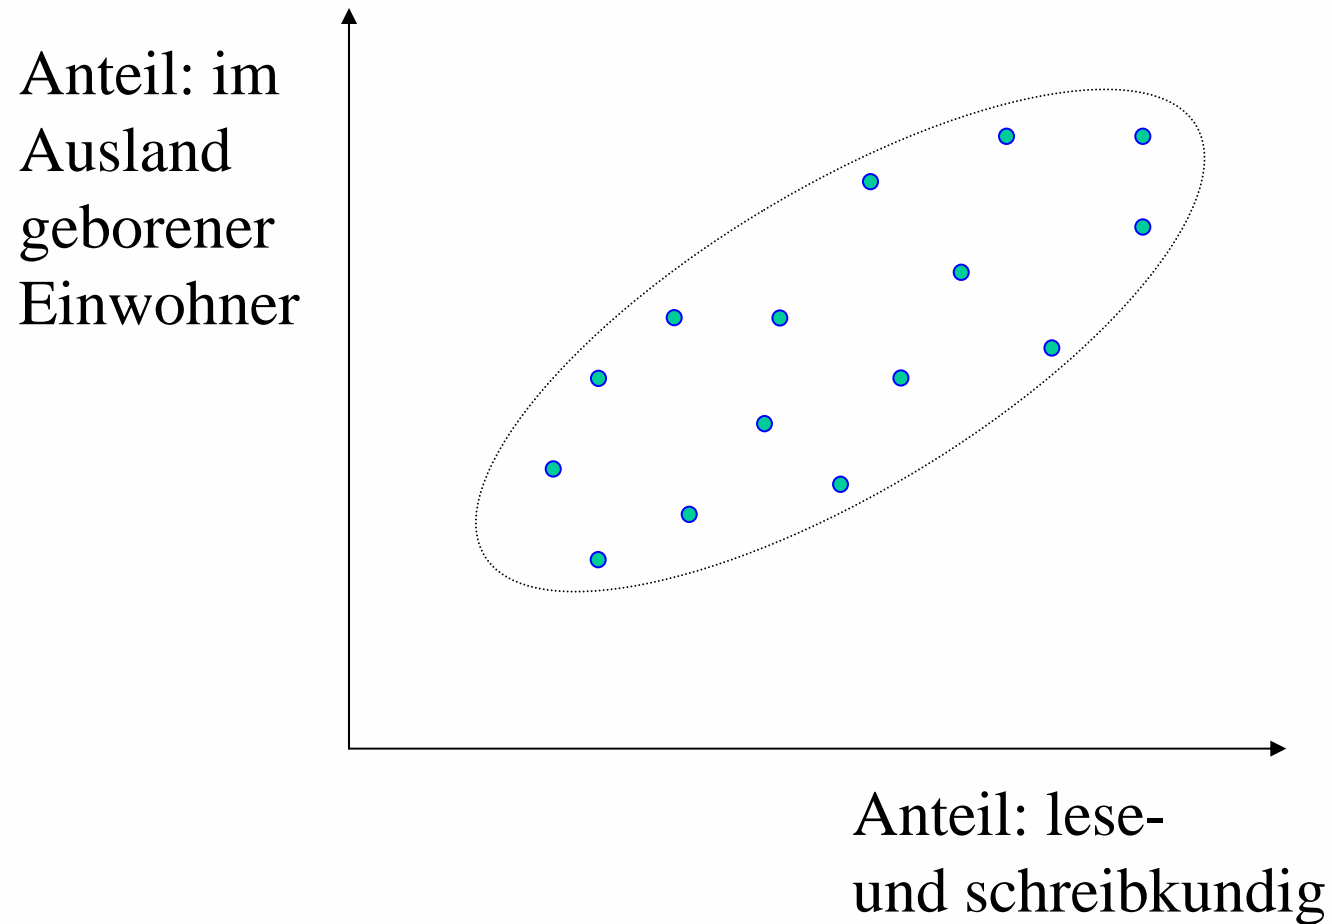 Anteil: im
Ausland
geborener
Einwohner
Anteil: lese-
und schreibkundig